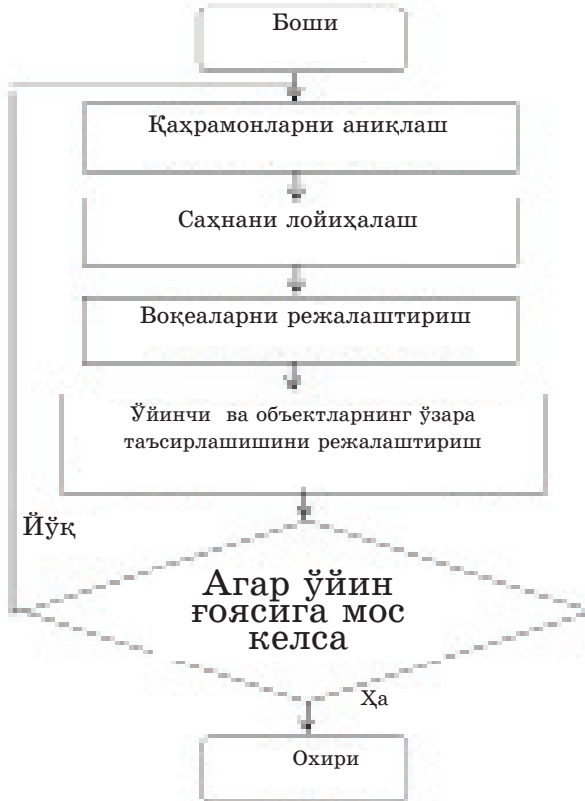 Боши
Қаҳрамонларни аниқлаш
Саҳнани лойиҳалаш
Воқеаларни режалаштириш
Ўйинчи ва объектларнинг ўзара
таъсирлашишини режалаштириш
Йўқ
Агар ўйин
ғоясига мос
келса
Ҳа
Охири